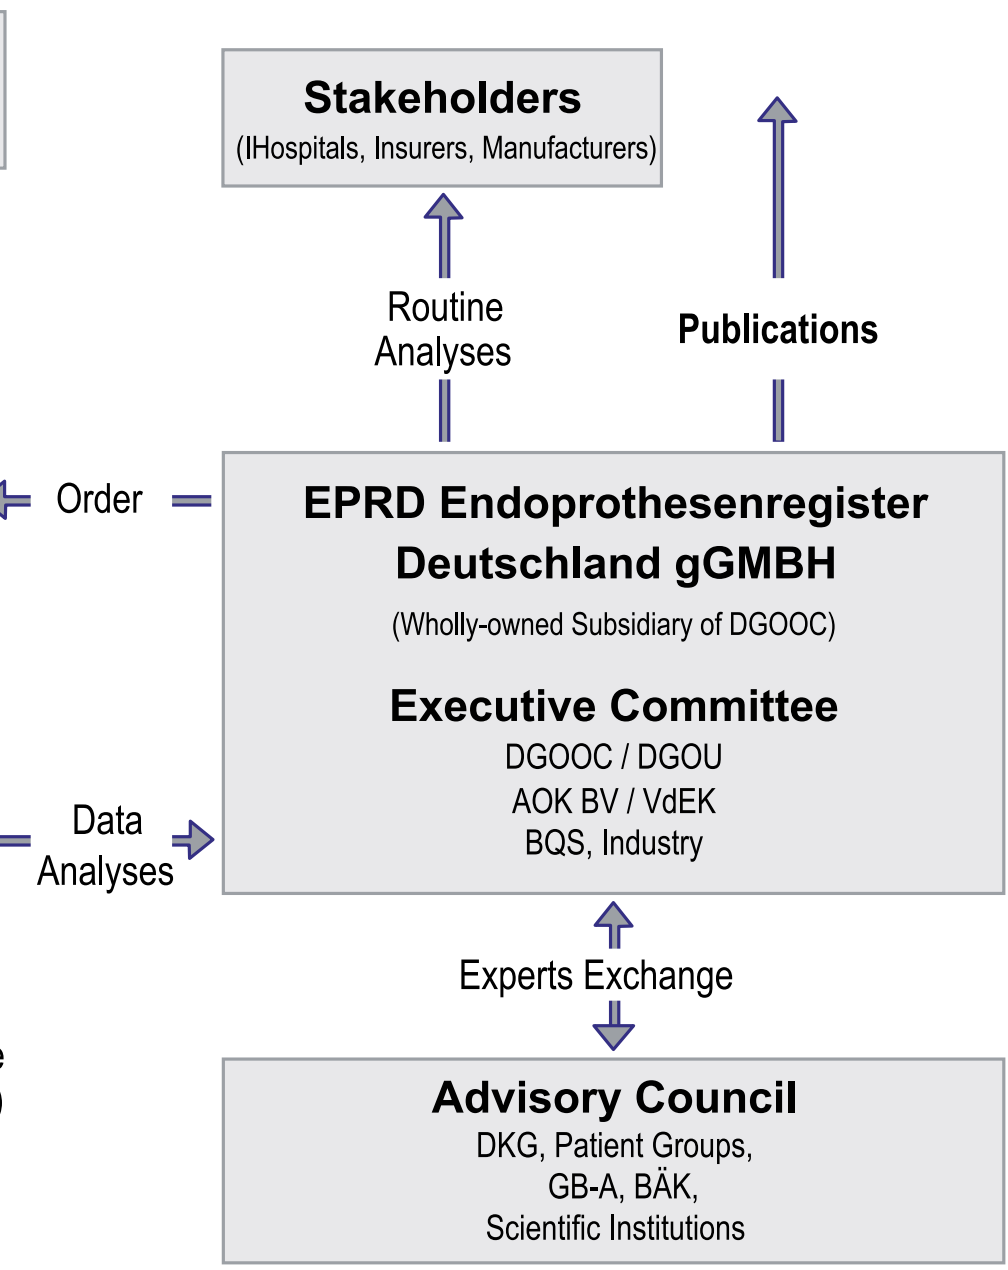 Stakeholders
(IHospitals, Insurers, Manufacturers)
Routine
Analyses
Publications
Order
EPRD Endoprothesenregister
Deutschland gGMBH
(Wholly-owned Subsidiary of DGOOC)
Executive Committee
DGOOC / DGOU
AOK BV / VdEK
BQS, Industry
Data
Analyses
Experts Exchange
Advisory Council
DKG, Patient Groups,
GB-A, BÄK,
Scientific Institutions